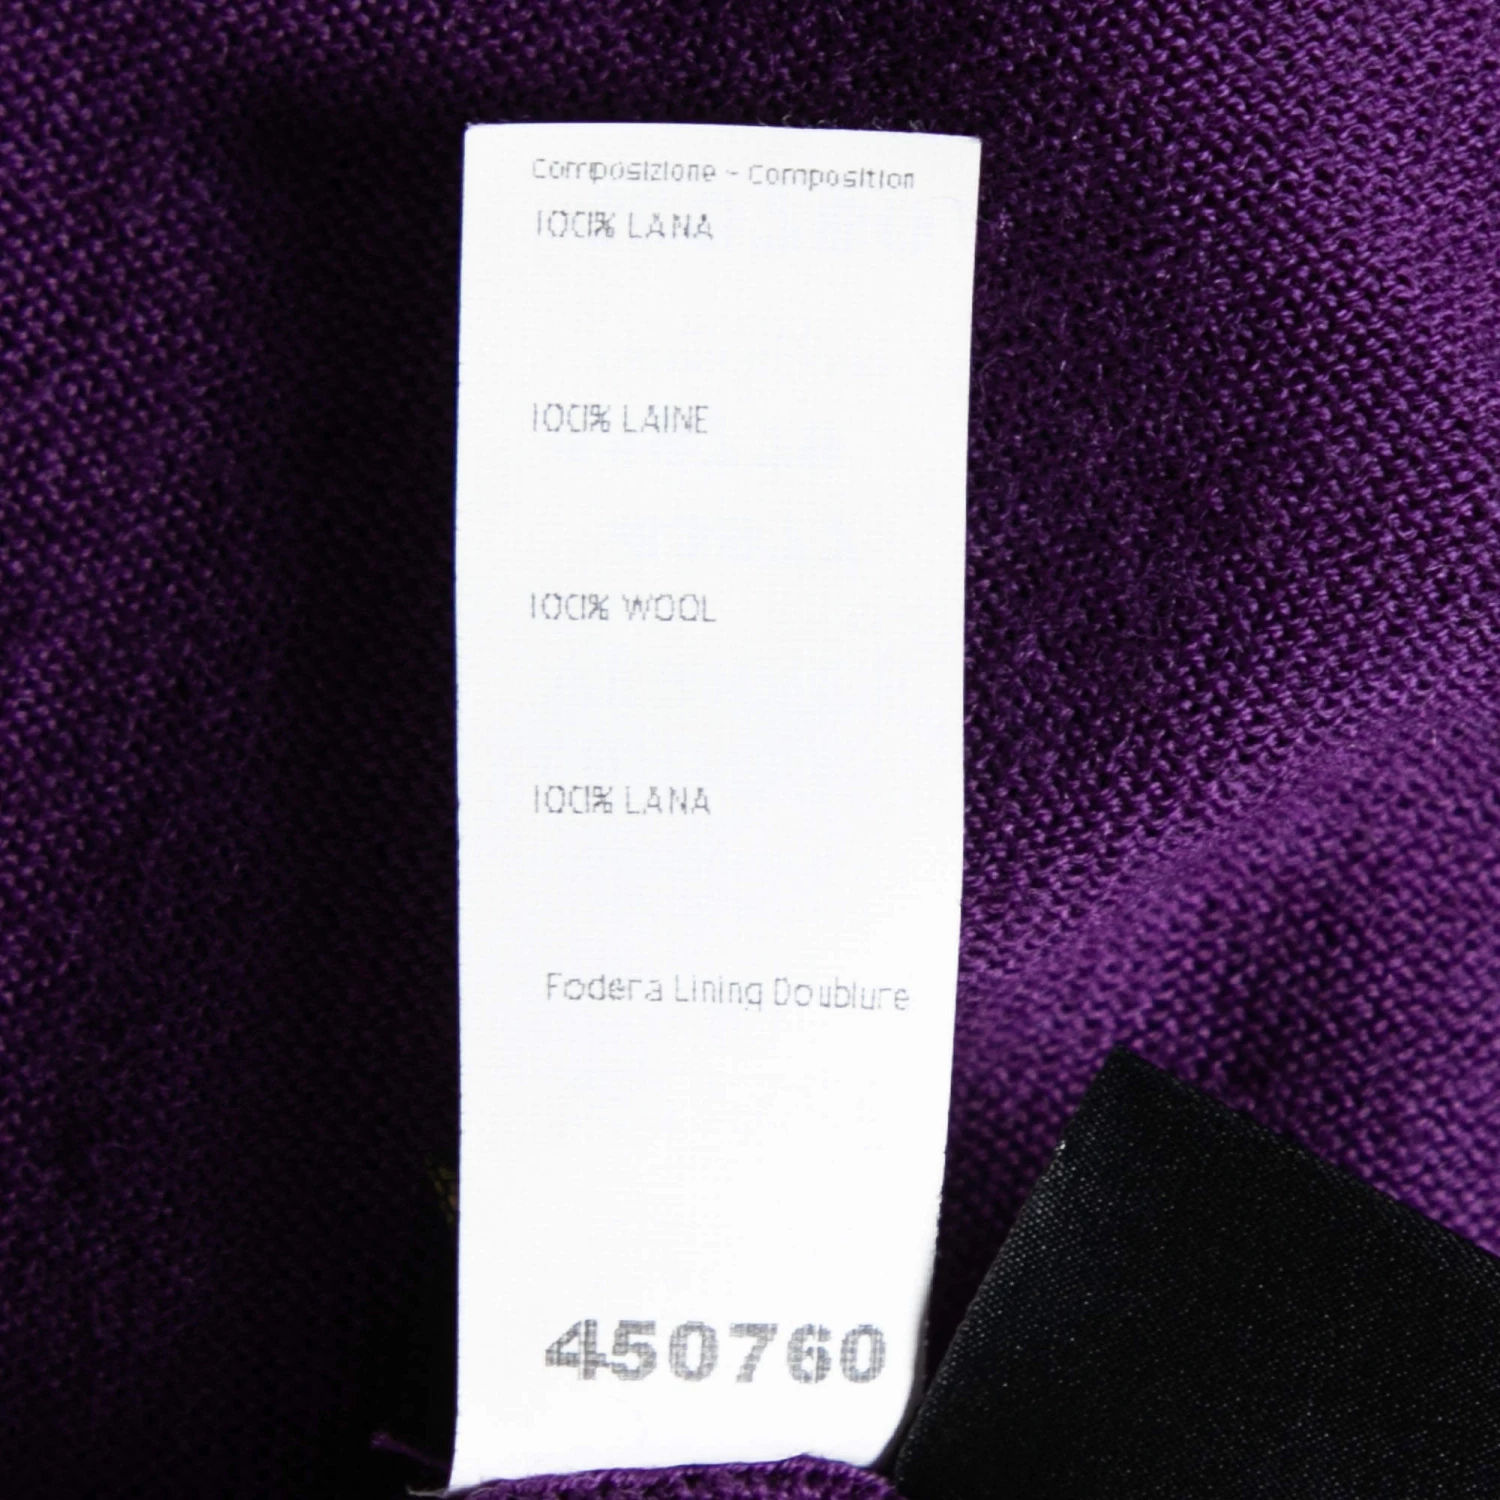 Composizione - Composition
100% LANA
100% LAINE
100% WOOL
100% LANA
Fodera Lining Doublure
450760